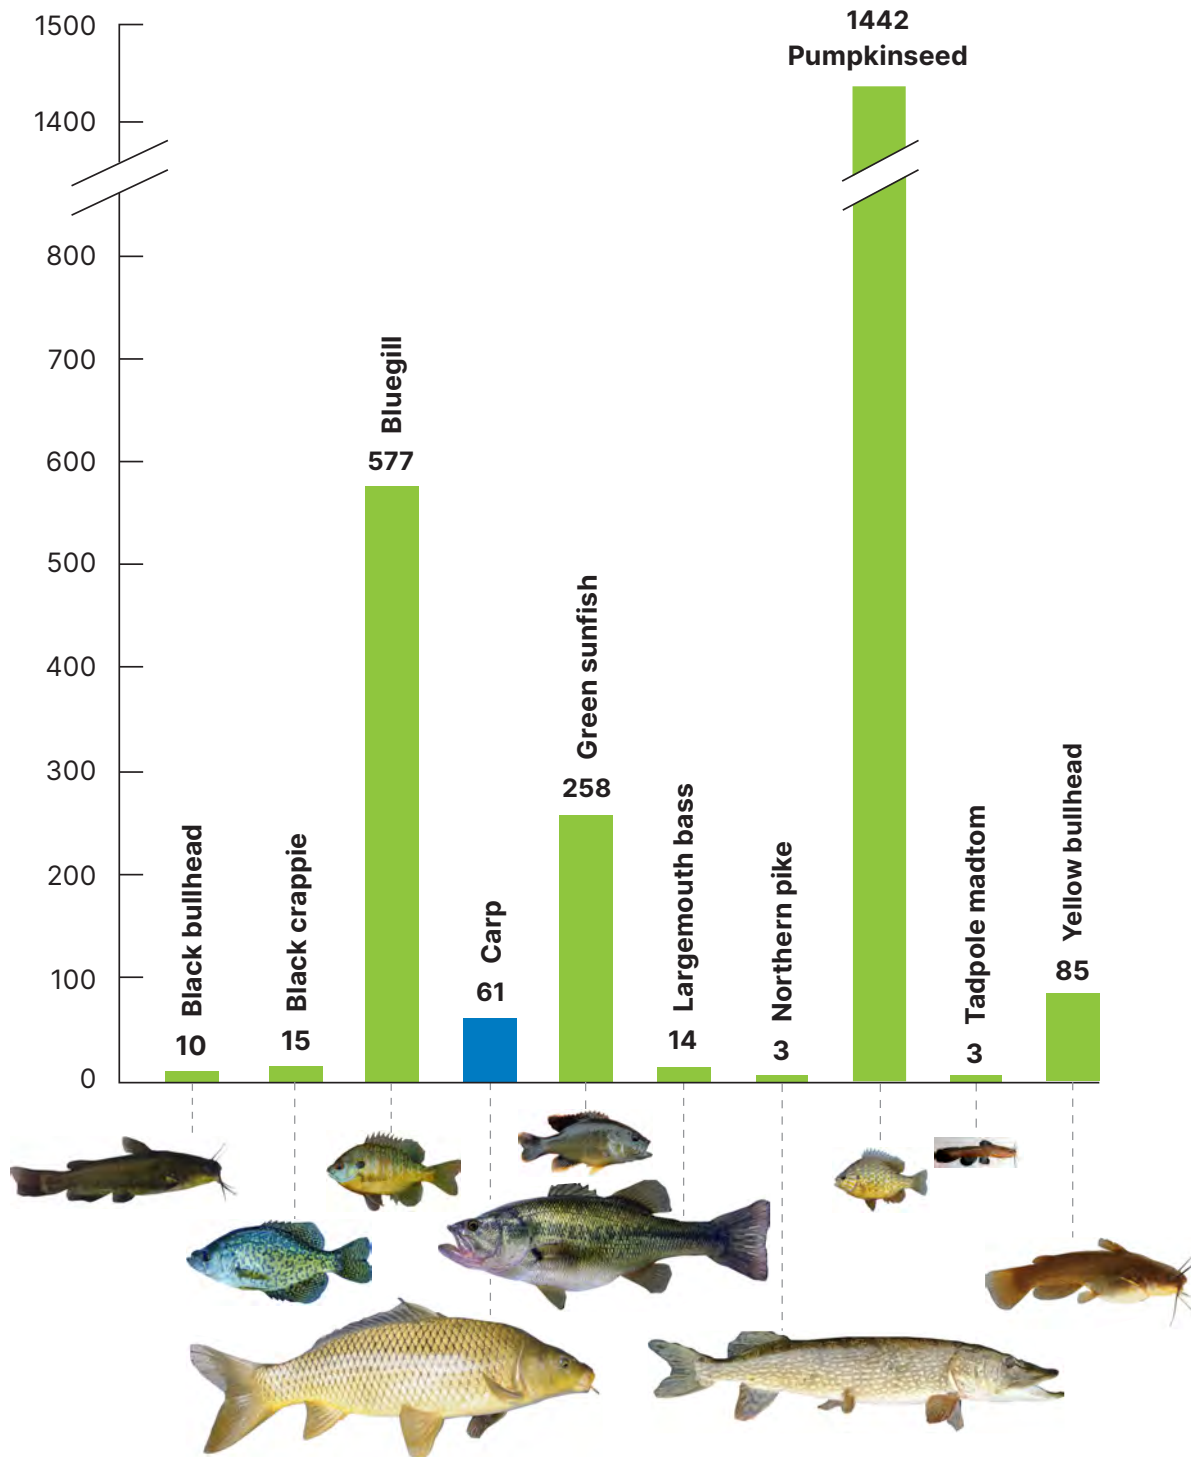 1500
1400
800
700
600
500
400
300
200
100
0
Black bullhead
10
Black crappie
15
Bluegill
577
Carp
61
Green sunfish
258
Largemouth bass
14
Northern pike
3
1442
Pumpkinseed
Tadpole madtom
3
Yellow bullhead
85